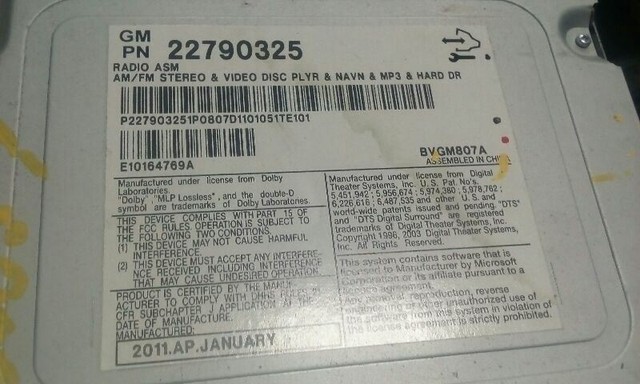 GM
PN 22790325
RADIO ASM
AM/FM STEREO & VIDEO DISC PLYR & NAVN & MP3 & HARD DR
P227903251P0807D1101051TE101
E10164769A
BVGM807A
ASSEMBLED IN
Manufactured under license from Dolby
Laboratories.
"Dolby", "MLP Lossless", and the double-D
symbol are trademarks of Dolby Laboratories.
THIS DEVICE COMPLIES WITH PART 15 OF
THE FCC RULES. OPERATION IS SUBJECT TO
THE FOLLOWING TWO CONDITIONS.
(1) THIS DEVICE MAY NOT CAUSE HARMFUL
INTERFERENCE.
(2) THIS DEVICE MUST ACCEPT ANY INTERFERE-
NCE RECEIVED INCLUDING INTERFERENCE
THAT MAY CAUSE UNDESIRED OPERATION.
PRODUCT IS CERTIFIED BY THE
ACTURER TO COMPLY WITH DHHS
CFR SUBCHAPTER J APPLICABLE AT THE
DATE OF MANUFACTURE.
MANUFACTURED:
2011.AP.JANUARY
Manufactured under license from Digital
Theater Systems, Inc. U.S. Pat. No's.
5,451,942; 5,956,674; 5,974,380; 5,978,762;
6,226,616; 6,487,535 and other U.S. and
world-wide patents issued and pending. "DTS"
and "DTS Digital Surround" are registered
trademarks of Digital Theater Systems, Inc.
Copyright 1996, 2003 Digital Theater Systems,
Inc. All Rights Reserved.
This system contains software that is
licensed to Manufacturer by Microsoft
Corporation or its affiliate pursuant to a
license agreement.
Any removal, reproduction, reverse
engineering or other unauthorized use of
the software from this system in violation of
the license agreement is strictly prohibited.